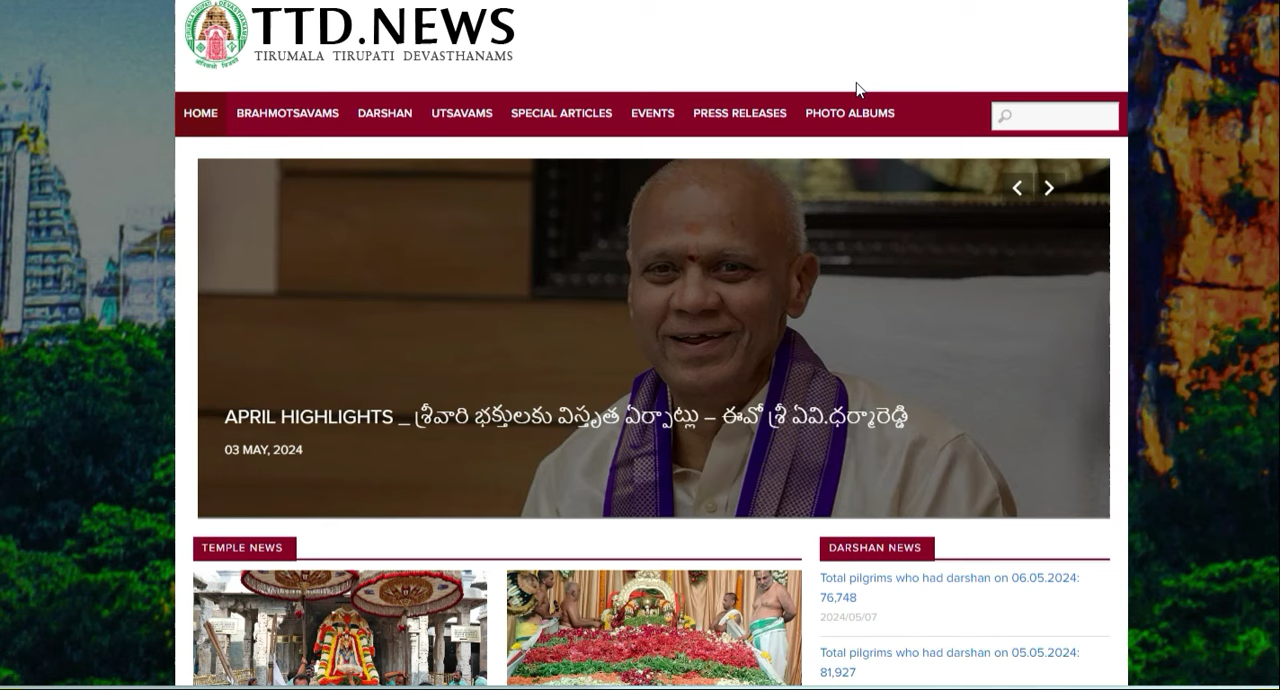 TTD.NEWS
TIRUMALA TIRUPATI DEVASTHANAMS
HOME BRAHMOTSAVAMS DARSHAN UTSAVAMS SPECIAL ARTICLES EVENTS PRESS RELEASES PHOTO ALBUMS
APRIL HIGHLIGHTS _ శ్రీవారి భక్తులకు విస్తృత ఏర్పాట్లు – ఈవో శ్రీ ఏవి.ధర్మారెడ్డి
03 MAY, 2024
TEMPLE NEWS
DARSHAN NEWS
Total pilgrims who had darshan on 06.05.2024:
76,748
2024/05/07
Total pilgrims who had darshan on 05.05.2024:
81,927